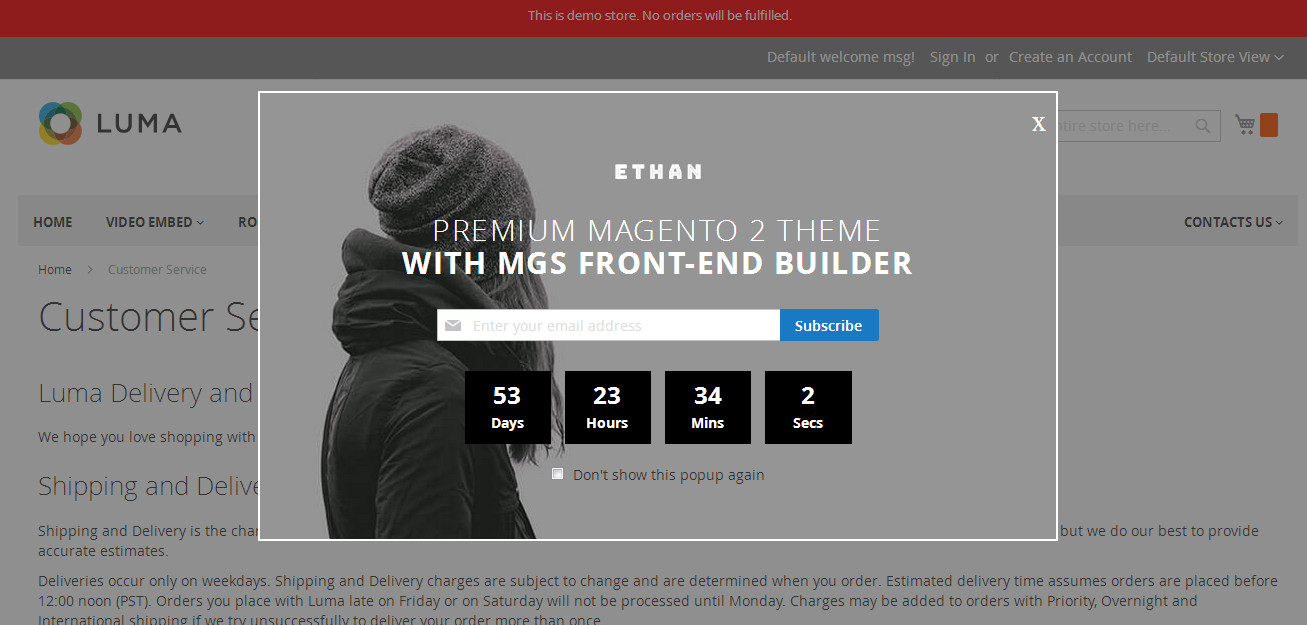 This is demo store. No orders will be fulfilled.
Default welcome msg! Sign In or Create an Account Default Store View
LUMA
entire store here...
X
ETHAN
HOME VIDEO EMBED RO CONTACTS US
PREMIUM MAGENTO 2 THEME
WITH MGS FRONT-END BUILDER
Home Customer Service
Customer Se
Enter your email address Subscribe
Luma Delivery and
53 23 34 2
Days Hours Mins Secs
We hope you love shopping with
Don't show this popup again
Shipping and Delive
Shipping and Delivery is the char but we do our best to provide
accurate estimates.
Deliveries occur only on weekdays. Shipping and Delivery charges are subject to change and are determined when you order. Estimated delivery time assumes orders are placed before
12:00 noon (PST). Orders you place with Luma late on Friday or on Saturday will not be processed until Monday. Charges may be added to orders with Priority, Overnight and
International shipping if we try unsuccessfully to deliver your order more than once.